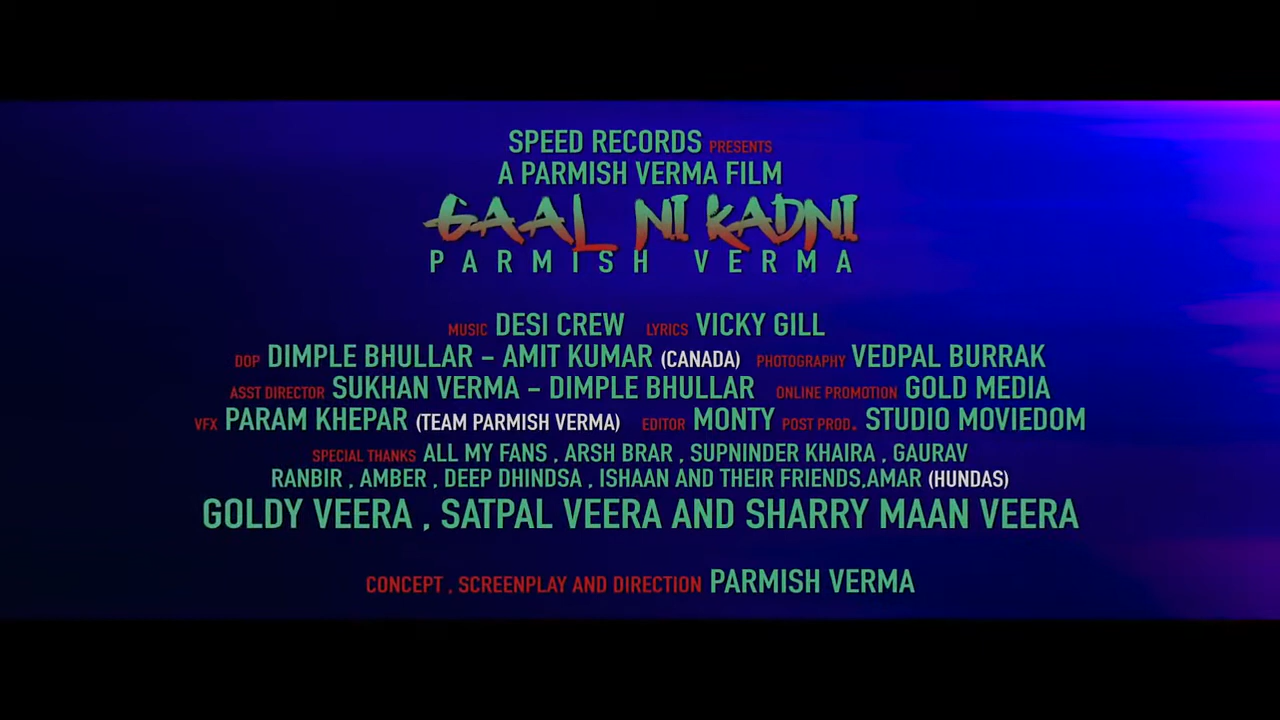 SPEED RECORDS PRESENTS
A PARMISH VERMA FILM
GAAL NI KADNI
PARMISH VERMA
MUSIC DESI CREW LYRICS VICKY GILL
DOP DIMPLE BHULLAR – AMIT KUMAR (CANADA) PHOTOGRAPHY VEDPAL BURRAK
ASST DIRECTOR SUKHAN VERMA – DIMPLE BHULLAR ONLINE PROMOTION GOLD MEDIA
VFX PARAM KHEPAR (TEAM PARMISH VERMA) EDITOR MONTY POST PROD. STUDIO MOVIEDOM
SPECIAL THANKS ALL MY FANS , ARSH BRAR , SUPNINDER KHAIRA , GAURAV
RANBIR , AMBER , DEEP DHINDSA , ISHAAN AND THEIR FRIENDS,AMAR (HUNDAS)
GOLDY VEERA , SATPAL VEERA AND SHARRY MAAN VEERA
CONCEPT , SCREENPLAY AND DIRECTION PARMISH VERMA